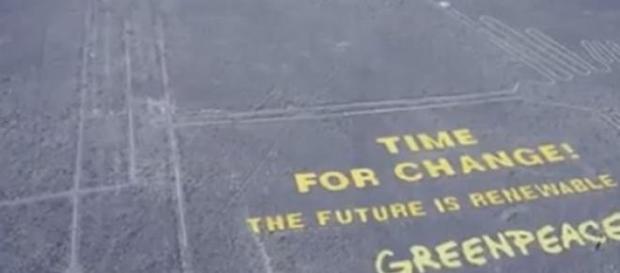 TIME
FOR CHANGE!
THE FUTURE IS RENEWABLE
GREENPEACE